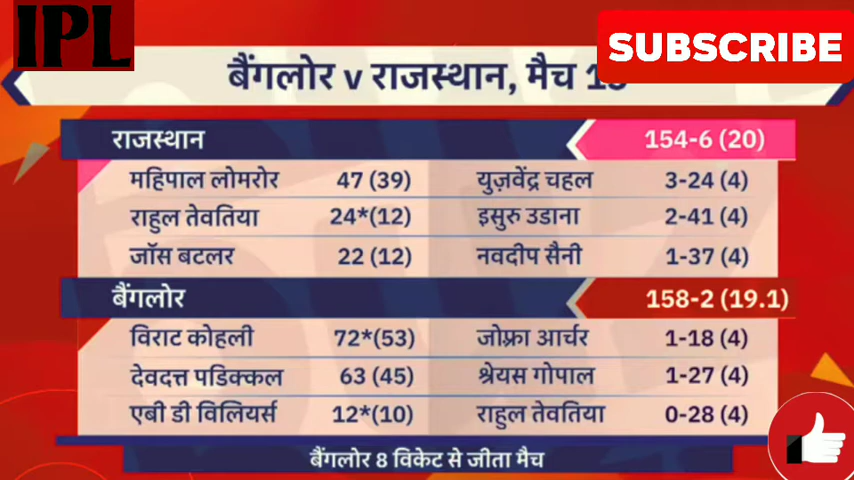 IPL
SUBSCRIBE
बैंगलोर v राजस्थान, मैच
राजस्थान 154-6 (20)
महिपाल लोमरोर 47 (39) युज़वेंद्र चहल 3-24 (4)
राहुल तेवतिया 24*(12) इसुरु उडाना 2-41 (4)
जॉस बटलर 22 (12) नवदीप सैनी 1-37 (4)
बैंगलोर 158-2 (19.1)
विराट कोहली 72*(53) जोफ़्रा आर्चर 1-18 (4)
देवदत्त पडिक्कल 63 (45) श्रेयस गोपाल 1-27 (4)
एबी डी विलियर्स 12*(10) राहुल तेवतिया 0-28 (4)
बैंगलोर 8 विकेट से जीता मैच